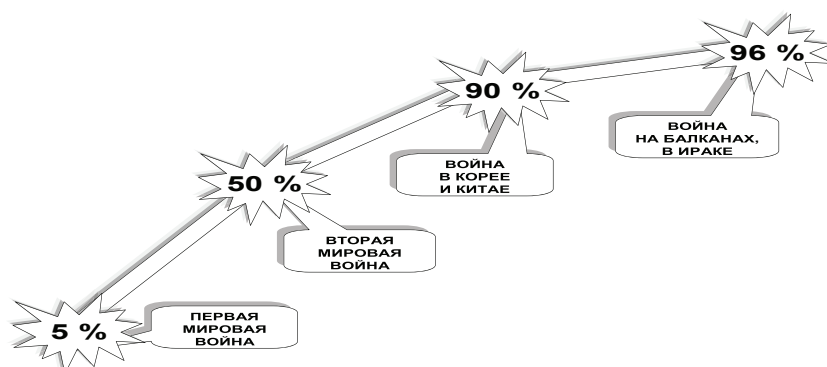 96 %
90 %
ВОЙНА
НА БАЛКАНАХ,
В ИРАКЕ
ВОЙНА
В КОРЕЕ
И КИТАЕ
50 %
ВТОРАЯ
МИРОВАЯ
ВОЙНА
5 %
ПЕРВАЯ
МИРОВАЯ
ВОЙНА